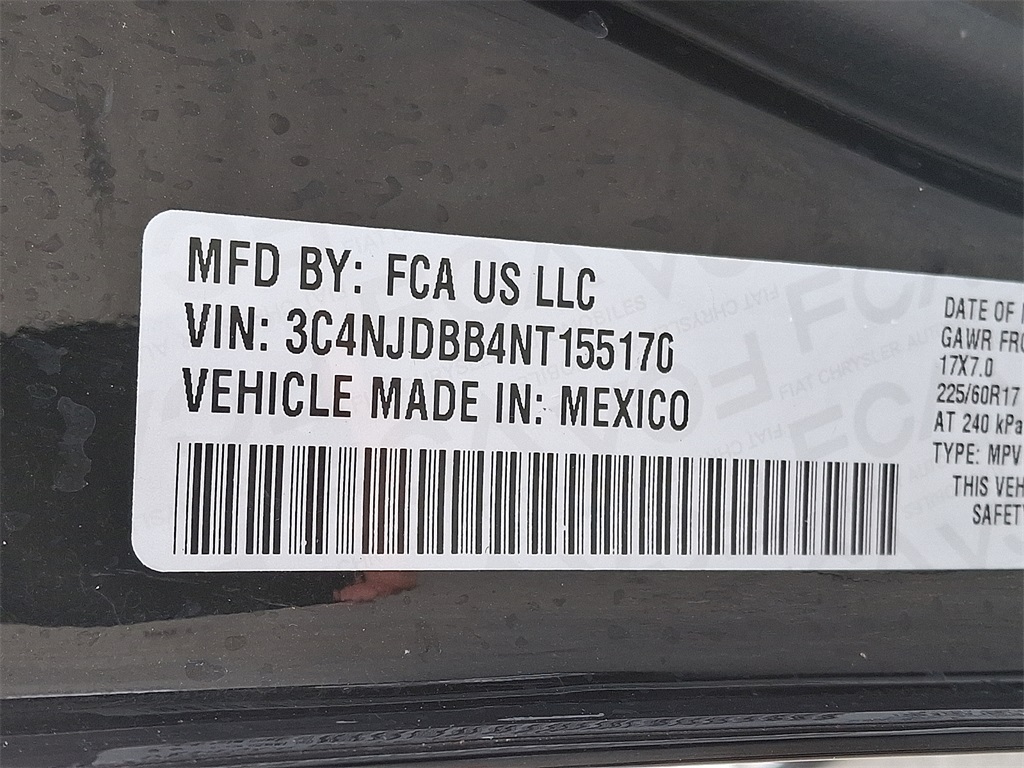 MFD BY: FCA US LLC
VIN: 3C4NJDBB4NT155170
VEHICLE MADE IN: MEXICO
DATE OF
GAWR
17X7.0
225/60R17
AT 240 kPa
TYPE: MPV
THIS VEH
SAFETY